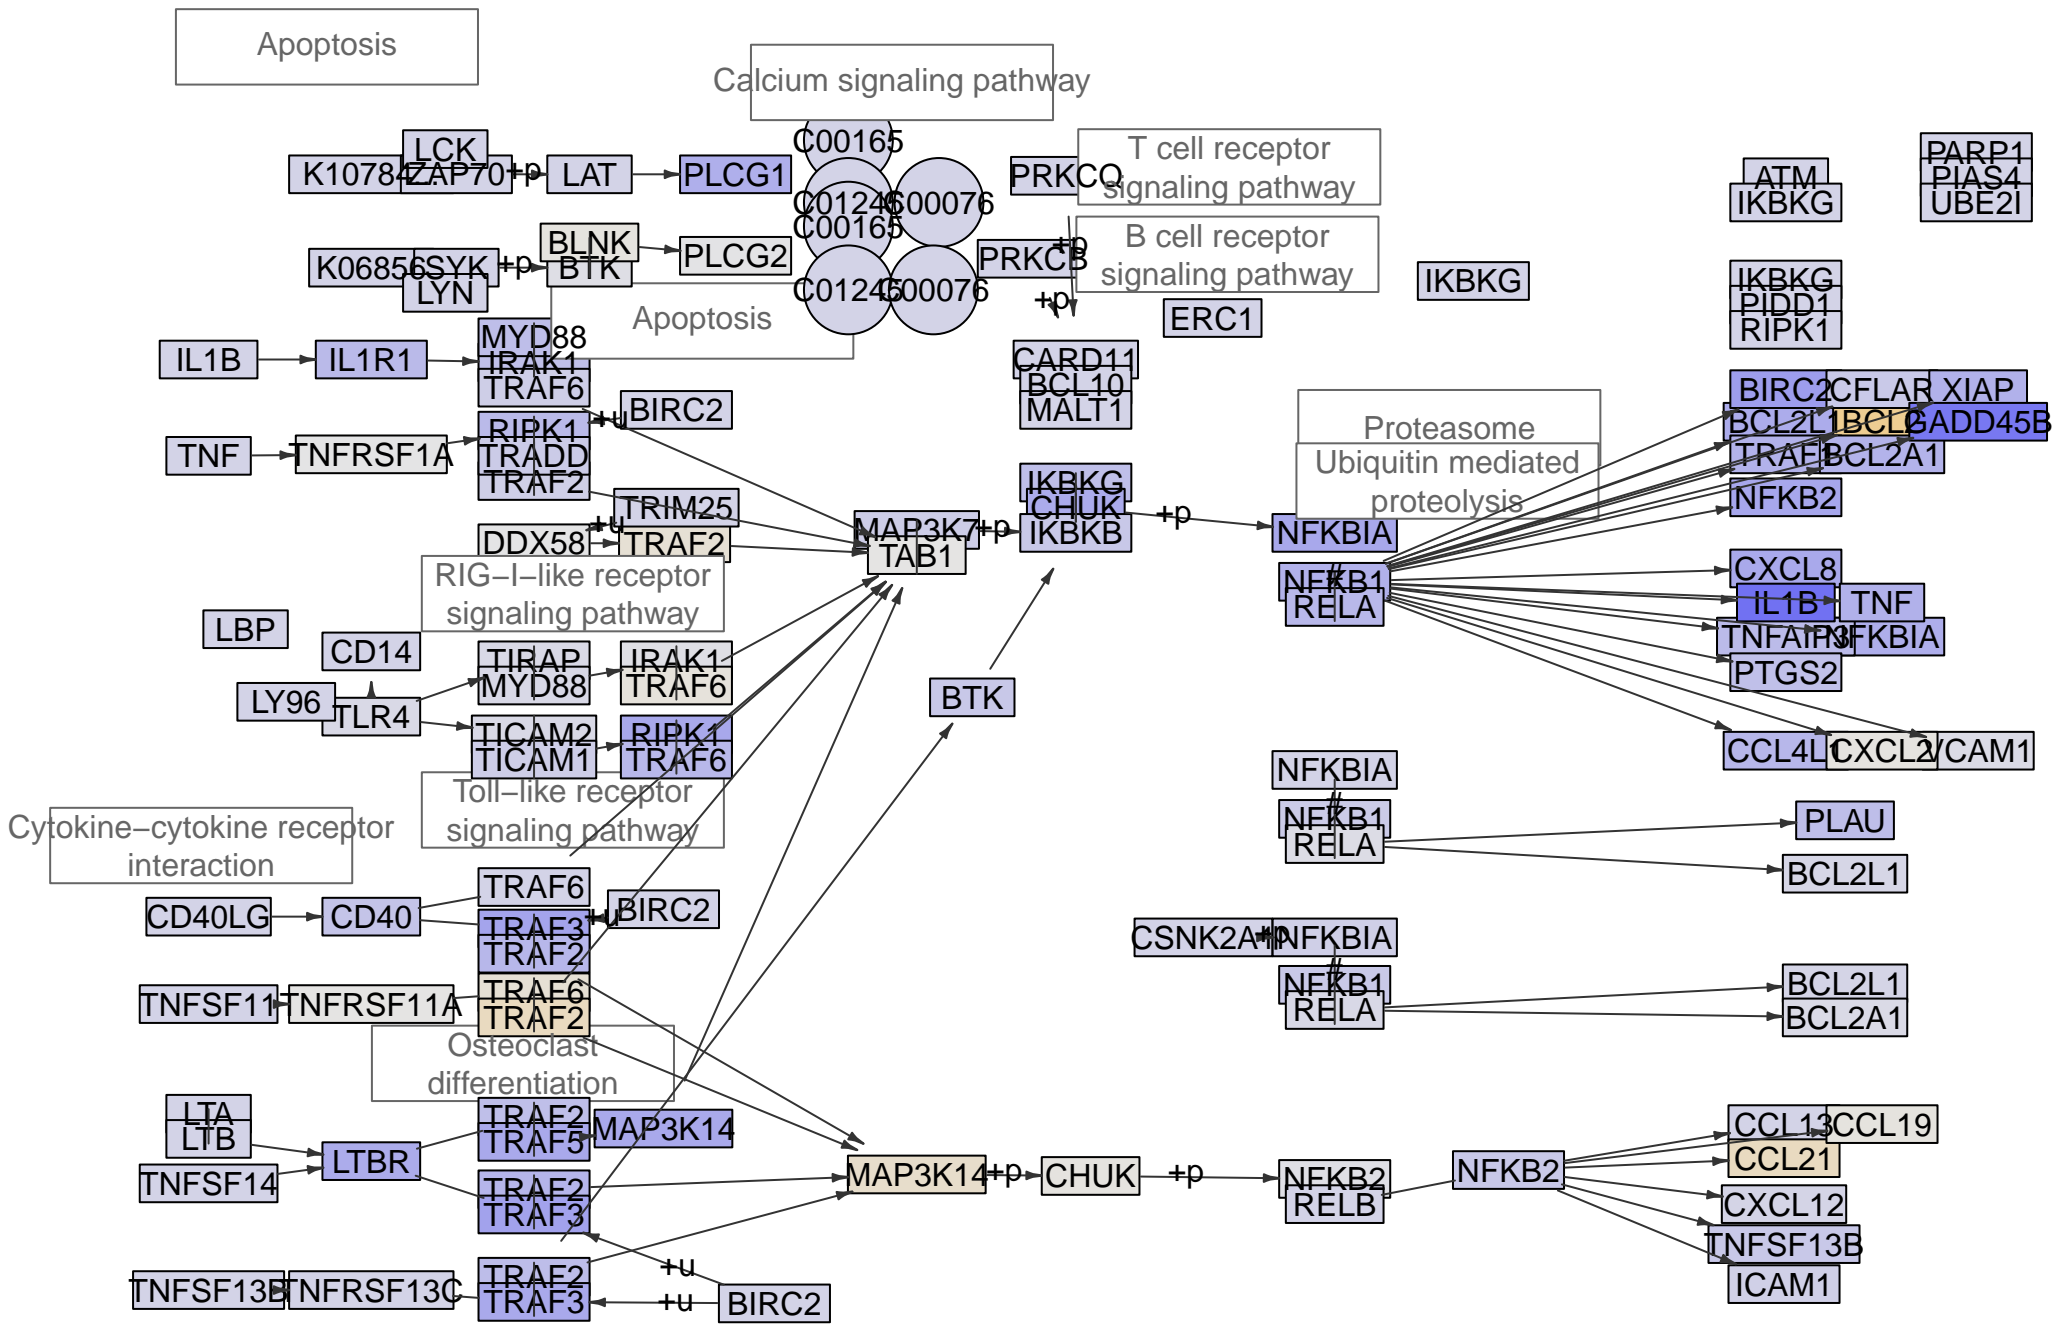 Apoptosis
Calcium signaling pathway
C00165
LCK
K10784
ZAP70
+p
LAT
PLCG1
PRKCQ
T cell receptor
signaling pathway
C01245
C00076
C00165
ATM
IKBKG
PARP1
PIAS4
UBE2I
BLNK
BTK
PLCG2
K06856
SYK
+p
LYN
PRKCB
+p
B cell receptor
signaling pathway
C01245
C00076
+p
IKBKG
ERC1
IKBKG
PIDD1
RIPK1
Apoptosis
IL1B
IL1R1
MYD88
IRAK1
TRAF6
CARD11
BCL10
MALT1
BIRC2
+u
BIRC2
CFLAR
XIAP
BCL2L1
BCL2
GADD45B
TRAF1
BCL2A1
NFKB2
TNF
TNFRSF1A
RIPK1
TRADD
TRAF2
Proteasome
Ubiquitin mediated
proteolysis
IKBKG
CHUK
IKBKB
+p
NFKBIA
TRIM25
+u
DDX58
TRAF2
MAP3K7
+p
TAB1
RIG−I−like receptor
signaling pathway
NFKB1
RELA
CXCL8
IL1B
TNF
TNFAIP3
NFKBIA
PTGS2
LBP
CD14
LY96
TLR4
TIRAP
MYD88
IRAK1
TRAF6
BTK
TICAM2
TICAM1
RIPK1
TRAF6
CCL4L1
CXCL2
VCAM1
Toll−like receptor
signaling pathway
NFKBIA
NFKB1
RELA
PLAU
BCL2L1
Cytokine−cytokine receptor
interaction
CD40LG
CD40
TRAF6
TRAF3
TRAF2
+u
BIRC2
CSNK2A1
+p
NFKBIA
NFKB1
RELA
BCL2L1
BCL2A1
TNFSF11
TNFRSF11A
TRAF6
TRAF2
Osteoclast
differentiation
LTA
LTB
TNFSF14
LTBR
TRAF2
TRAF5
MAP3K14
TRAF2
TRAF3
MAP3K14
+p
CHUK
+p
NFKB2
RELB
NFKB2
CCL13
CCL19
CCL21
CXCL12
TNFSF13B
ICAM1
TNFSF13B
TNFRSF13C
TRAF2
TRAF3
+u
+u
BIRC2